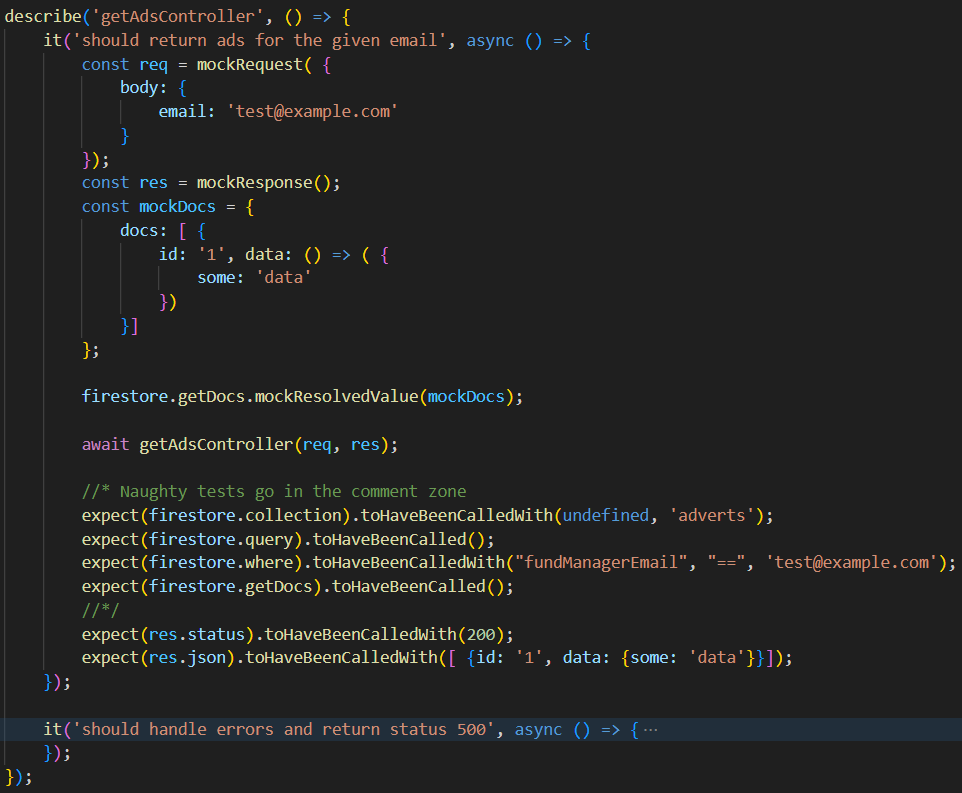 describe('getAdsController', () => {
    it('should return ads for the given email', async () => {
        const req = mockRequest( {
            body: {
                email: 'test@example.com'
            }
        });
        const res = mockResponse();
        const mockDocs = {
            docs: [ {
                id: '1', data: () => ( {
                    some: 'data'
                })
            }]
        };

        firestore.getDocs.mockResolvedValue(mockDocs);

        await getAdsController(req, res);

        //* Naughty tests go in the comment zone
        expect(firestore.collection).toHaveBeenCalledWith(undefined, 'adverts');
        expect(firestore.query).toHaveBeenCalled();
        expect(firestore.where).toHaveBeenCalledWith("fundManagerEmail", "==", 'test@example.com');
        expect(firestore.getDocs).toHaveBeenCalled();
        //*/
        expect(res.status).toHaveBeenCalledWith(200);
        expect(res.json).toHaveBeenCalledWith([ {id: '1', data: {some: 'data'}}]);
    });

    it('should handle errors and return status 500', async () => {…
    });
});